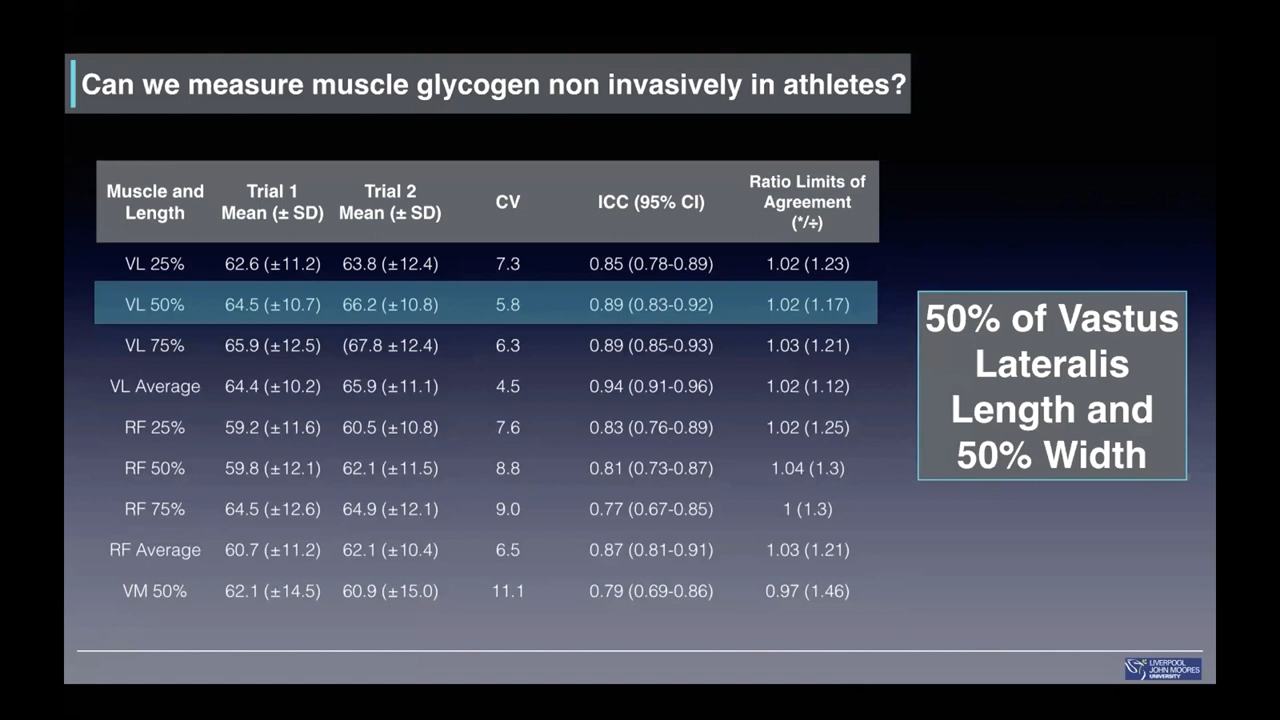 Can we measure muscle glycogen non invasively in athletes?
Muscle and Length Trial 1 Mean (± SD) Trial 2 Mean (± SD) CV ICC (95% CI) Ratio Limits of Agreement (*/÷)
VL 25% 62.6 (±11.2) 63.8 (±12.4) 7.3 0.85 (0.78-0.89) 1.02 (1.23)
VL 50% 64.5 (±10.7) 66.2 (±10.8) 5.8 0.89 (0.83-0.92) 1.02 (1.17)
VL 75% 65.9 (±12.5) (67.8 ±12.4) 6.3 0.89 (0.85-0.93) 1.03 (1.21)
VL Average 64.4 (±10.2) 65.9 (±11.1) 4.5 0.94 (0.91-0.96) 1.02 (1.12)
RF 25% 59.2 (±11.6) 60.5 (±10.8) 7.6 0.83 (0.76-0.89) 1.02 (1.25)
RF 50% 59.8 (±12.1) 62.1 (±11.5) 8.8 0.81 (0.73-0.87) 1.04 (1.3)
RF 75% 64.5 (±12.6) 64.9 (±12.1) 9.0 0.77 (0.67-0.85) 1 (1.3)
RF Average 60.7 (±11.2) 62.1 (±10.4) 6.5 0.87 (0.81-0.91) 1.03 (1.21)
VM 50% 62.1 (±14.5) 60.9 (±15.0) 11.1 0.79 (0.69-0.86) 0.97 (1.46)
50% of Vastus
Lateralis
Length and
50% Width
LIVERPOOL
JOHN MOORES
UNIVERSITY